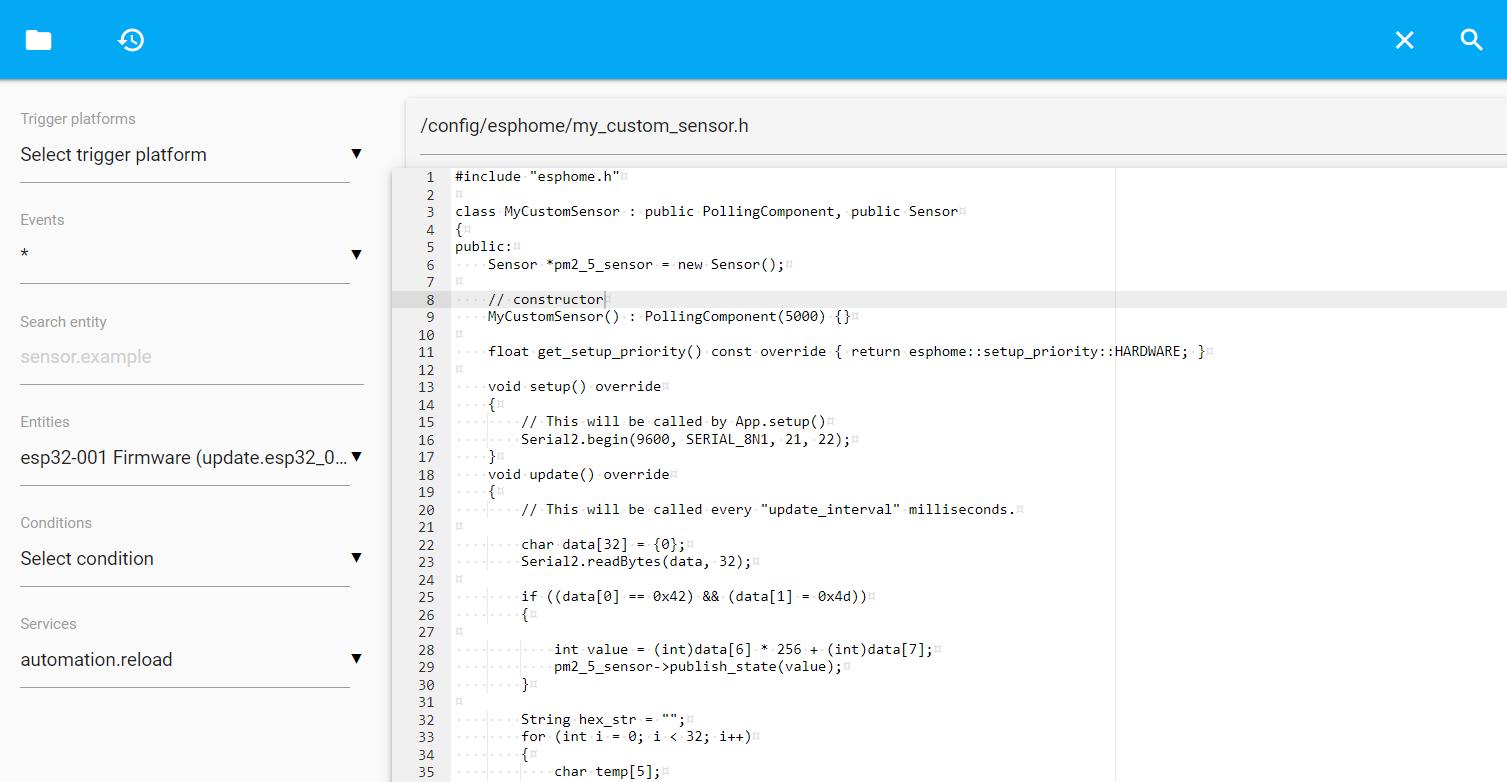 Trigger platforms
Select trigger platform
Events
*
Search entity
sensor.example
Entities
esp32-001 Firmware (update.esp32_0...
Conditions
Select condition
Services
automation.reload
/config/esphome/my_custom_sensor.h
1 #include "esphome.h"
2
3 class MyCustomSensor : public PollingComponent, public Sensor
4 {
5 public:
6 Sensor *pm2_5_sensor = new Sensor();
7
8 // constructor
9 MyCustomSensor() : PollingComponent(5000) {}
10
11 float get_setup_priority() const override { return esphome::setup_priority::HARDWARE; }
12
13 void setup() override
14 {
15 // This will be called by App.setup()
16 Serial2.begin(9600, SERIAL_8N1, 21, 22);
17 }
18 void update() override
19 {
20 // This will be called every "update_interval" milliseconds.
21
22 char data[32] = {0};
23 Serial2.readBytes(data, 32);
24
25 if ((data[0] == 0x42) && (data[1] = 0x4d))
26 {
27
28 int value = (int)data[6] * 256 + (int)data[7];
29 pm2_5_sensor->publish_state(value);
30 }
31
32 String hex_str = "";
33 for (int i = 0; i < 32; i++)
34 {
35 char temp[5];